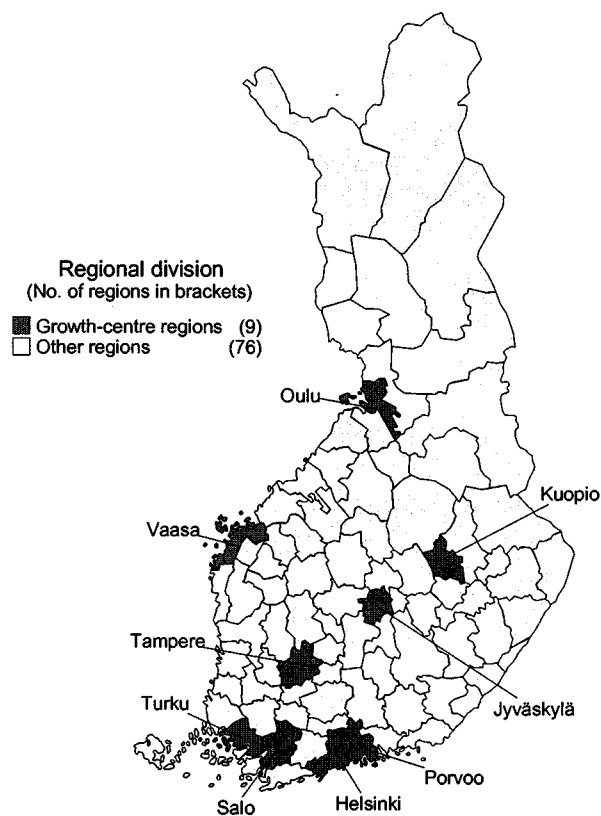 Regional division
(No. of regions in brackets)
Growth-centre regions (9)
Other regions (76)
Oulu
Kuopio
Vaasa
Tampere
Turku
Jyväskylä
Porvoo
Helsinki
Salo